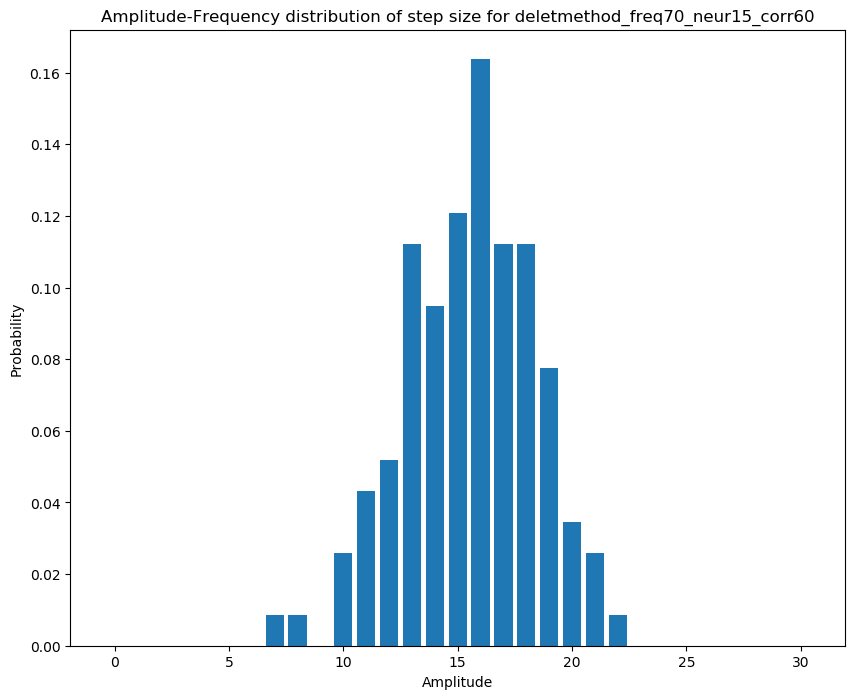 Amplitude-Frequency distribution of step size for deletmethod_freq70_neur15_corr60
0.16
0.14
0.12
0.10
0.08
0.06
0.04
0.02
0.00
Probability
0 5 10 15 20 25 30
Amplitude